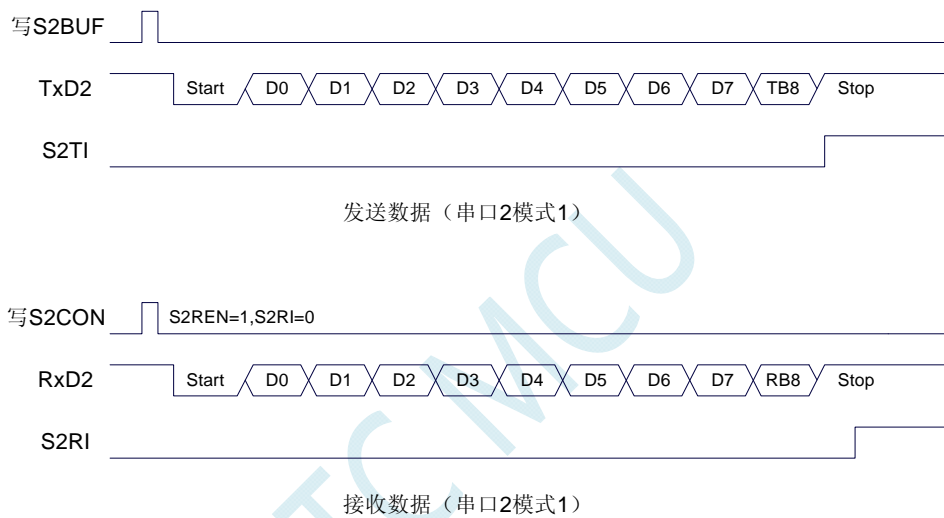 写S2BUF
TxD2 Start D0 D1 D2 D3 D4 D5 D6 D7 TB8 Stop
S2TI
发送数据（串口2模式1）
写S2CON S2REN=1,S2RI=0
RxD2 Start D0 D1 D2 D3 D4 D5 D6 D7 RB8 Stop
S2RI
接收数据（串口2模式1）
TC MCU